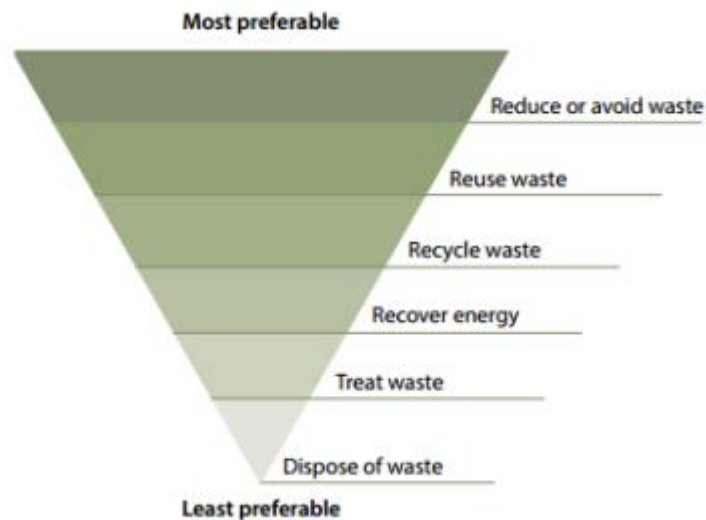 Most preferable
Reduce or avoid waste
Reuse waste
Recycle waste
Recover energy
Treat waste
Dispose of waste
Least preferable